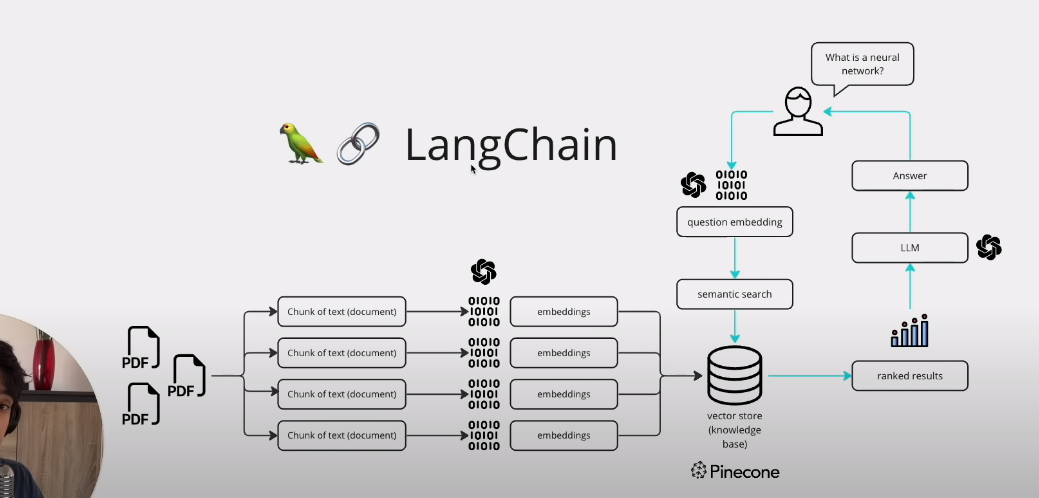 What is a neural
network?
LangChain
01010
10101
01010
question embedding
Answer
LLM
semantic search
ranked results
PDF
PDF
PDF
Chunk of text (document)
01010
10101
01010
embeddings
Chunk of text (document)
01010
10101
01010
embeddings
Chunk of text (document)
01010
10101
01010
embeddings
Chunk of text (document)
01010
10101
01010
embeddings
vector store
(knowledge
base)
Pinecone